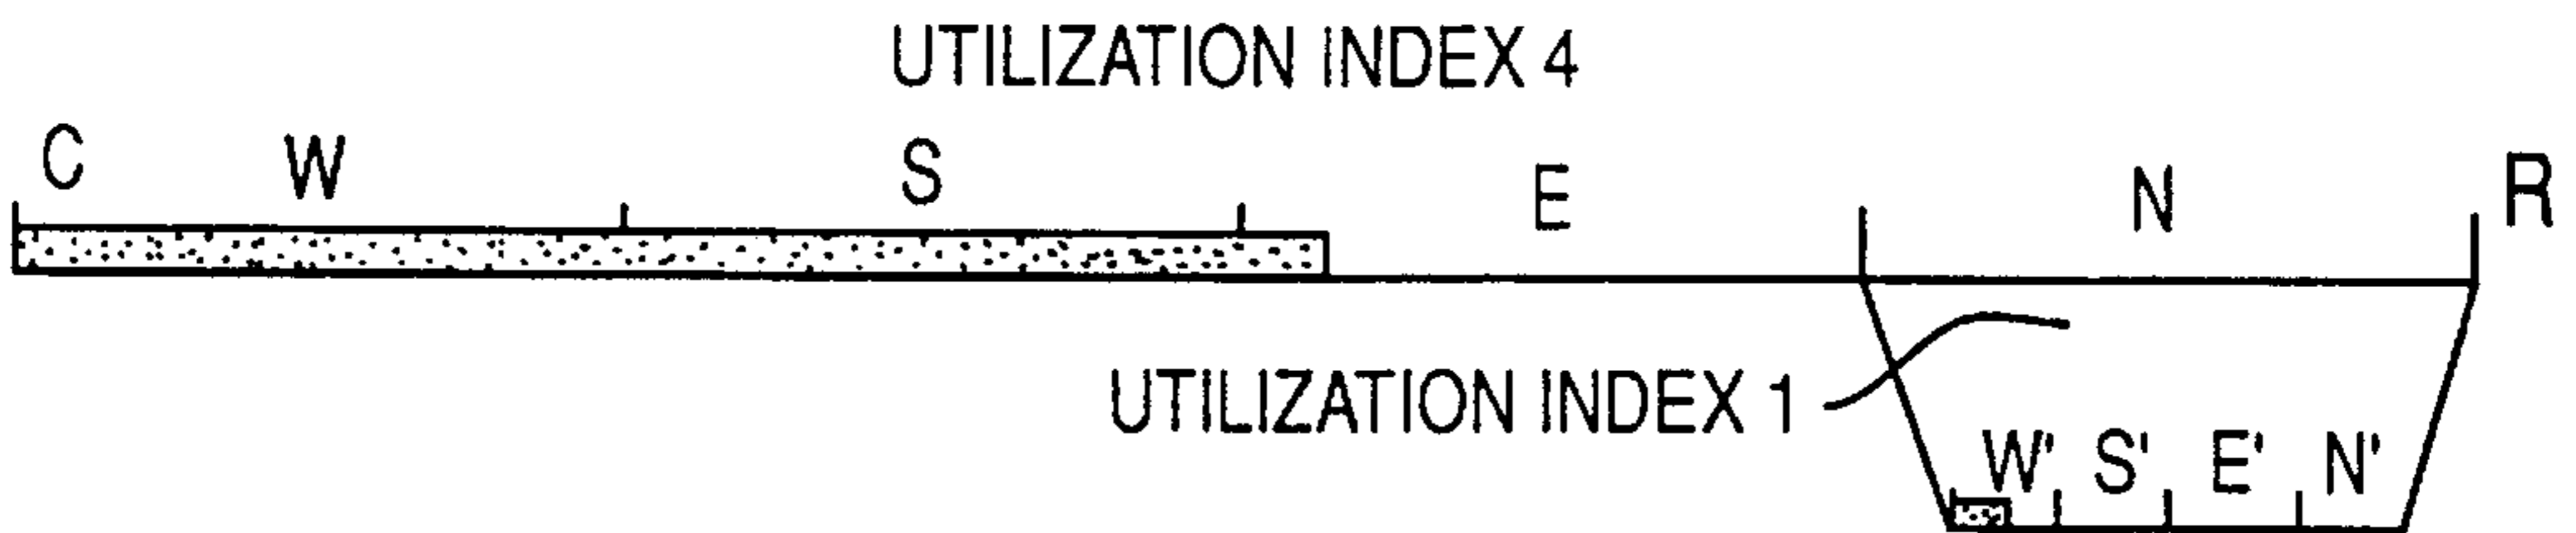 UTILIZATION INDEX 4
C W S E N R
UTILIZATION INDEX 1
W' S' E' N'